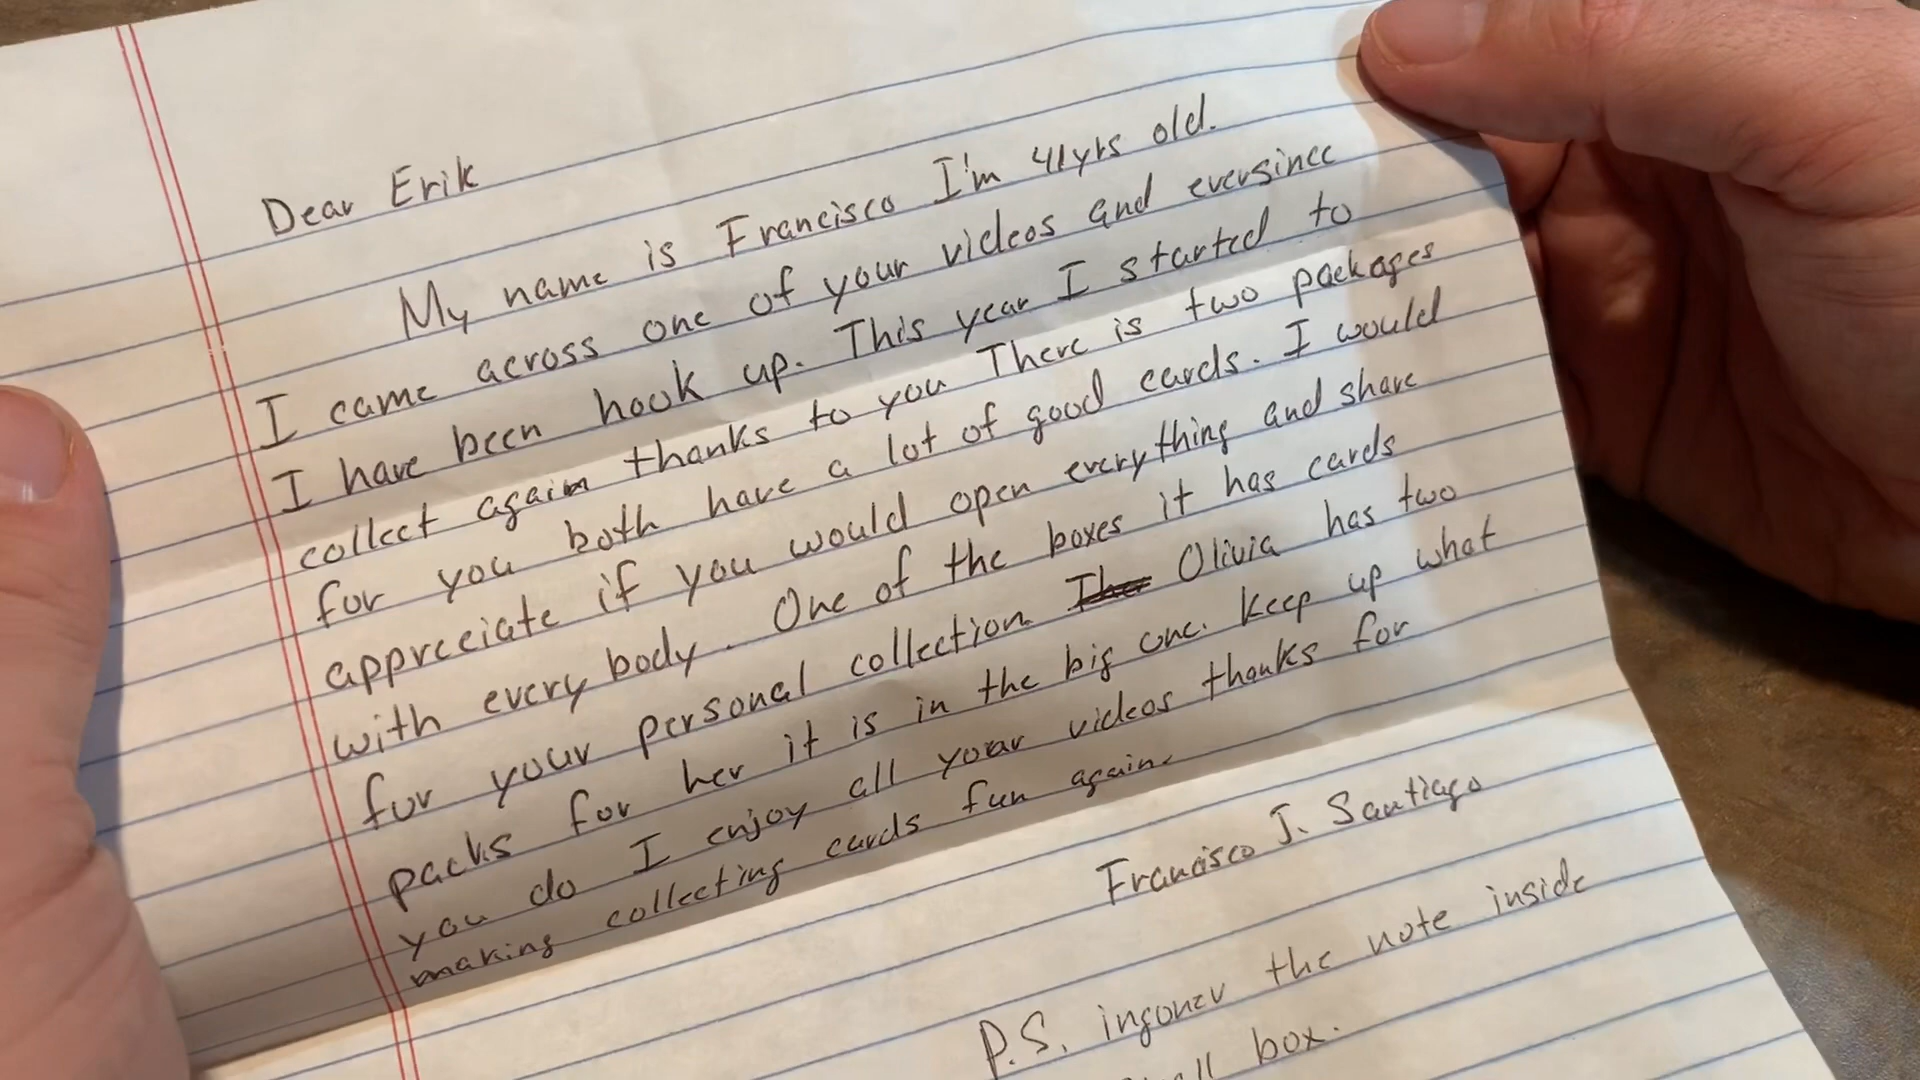 Dear Erik
My name is Francisco I'm 41yrs old.
I came across one of your videos and eversince
I have been hook up. This year I started to
collect again thanks to you There is two packages
for you both have a lot of good cards. I would
appreciate if you would open everything and share
with every body. One of the boxes it has cards
for your personal collection Olivia has two
packs for her it is in the big one. Keep up what
you do I enjoy all your videos thanks for
making collecting cards fun again.
Francisco J. Santiago
P.S. ingoner the note inside
box.